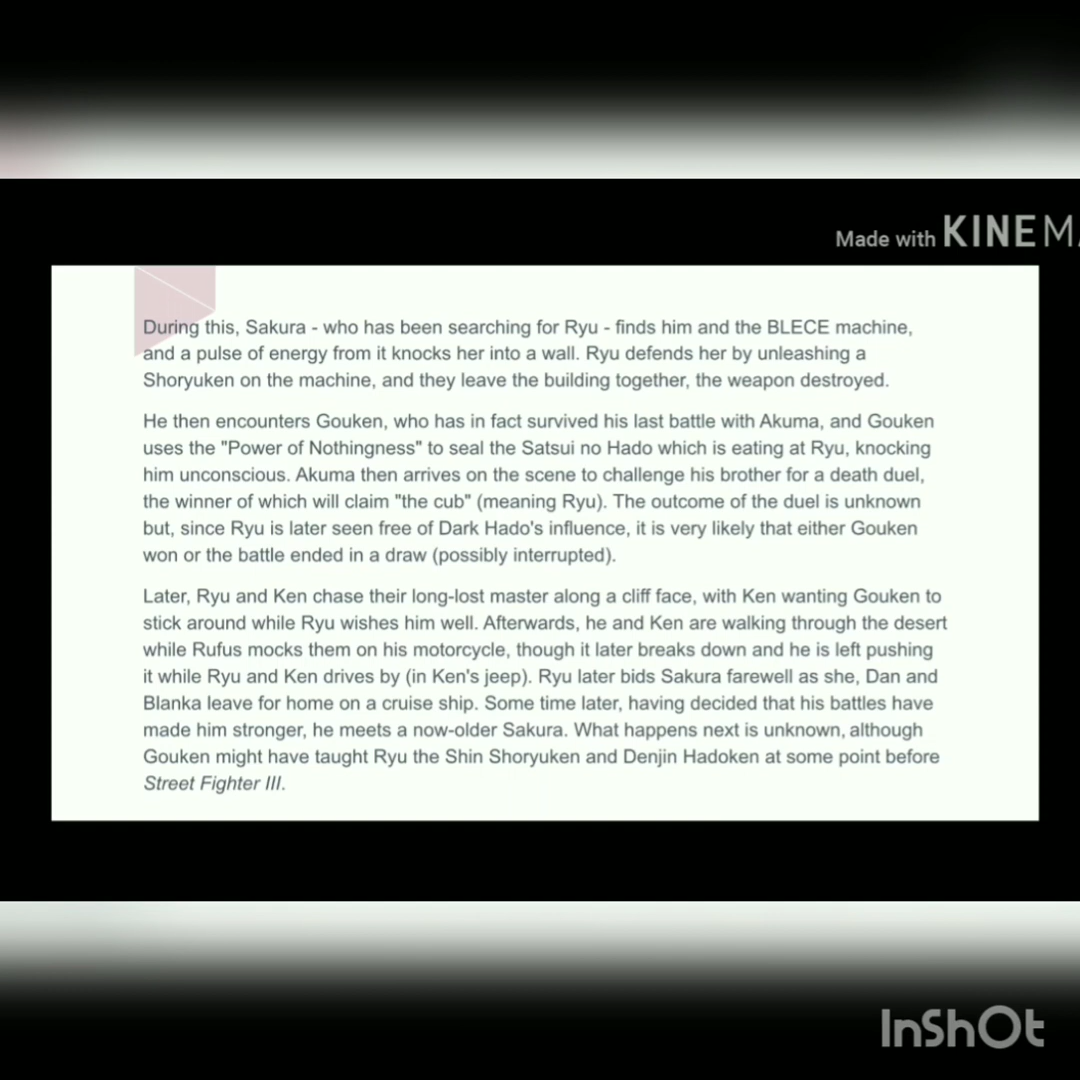 Made with KINEM
During this, Sakura - who has been searching for Ryu - finds him and the BLECE machine,
and a pulse of energy from it knocks her into a wall. Ryu defends her by unleashing a
Shoryuken on the machine, and they leave the building together, the weapon destroyed.
He then encounters Gouken, who has in fact survived his last battle with Akuma, and Gouken
uses the "Power of Nothingness" to seal the Satsui no Hado which is eating at Ryu, knocking
him unconscious. Akuma then arrives on the scene to challenge his brother for a death duel,
the winner of which will claim "the cub" (meaning Ryu). The outcome of the duel is unknown
but, since Ryu is later seen free of Dark Hado's influence, it is very likely that either Gouken
won or the battle ended in a draw (possibly interrupted).
Later, Ryu and Ken chase their long-lost master along a cliff face, with Ken wanting Gouken to
stick around while Ryu wishes him well. Afterwards, he and Ken are walking through the desert
while Rufus mocks them on his motorcycle, though it later breaks down and he is left pushing
it while Ryu and Ken drives by (in Ken's jeep). Ryu later bids Sakura farewell as she, Dan and
Blanka leave for home on a cruise ship. Some time later, having decided that his battles have
made him stronger, he meets a now-older Sakura. What happens next is unknown, although
Gouken might have taught Ryu the Shin Shoryuken and Denjin Hadoken at some point before
Street Fighter III.
InShOt